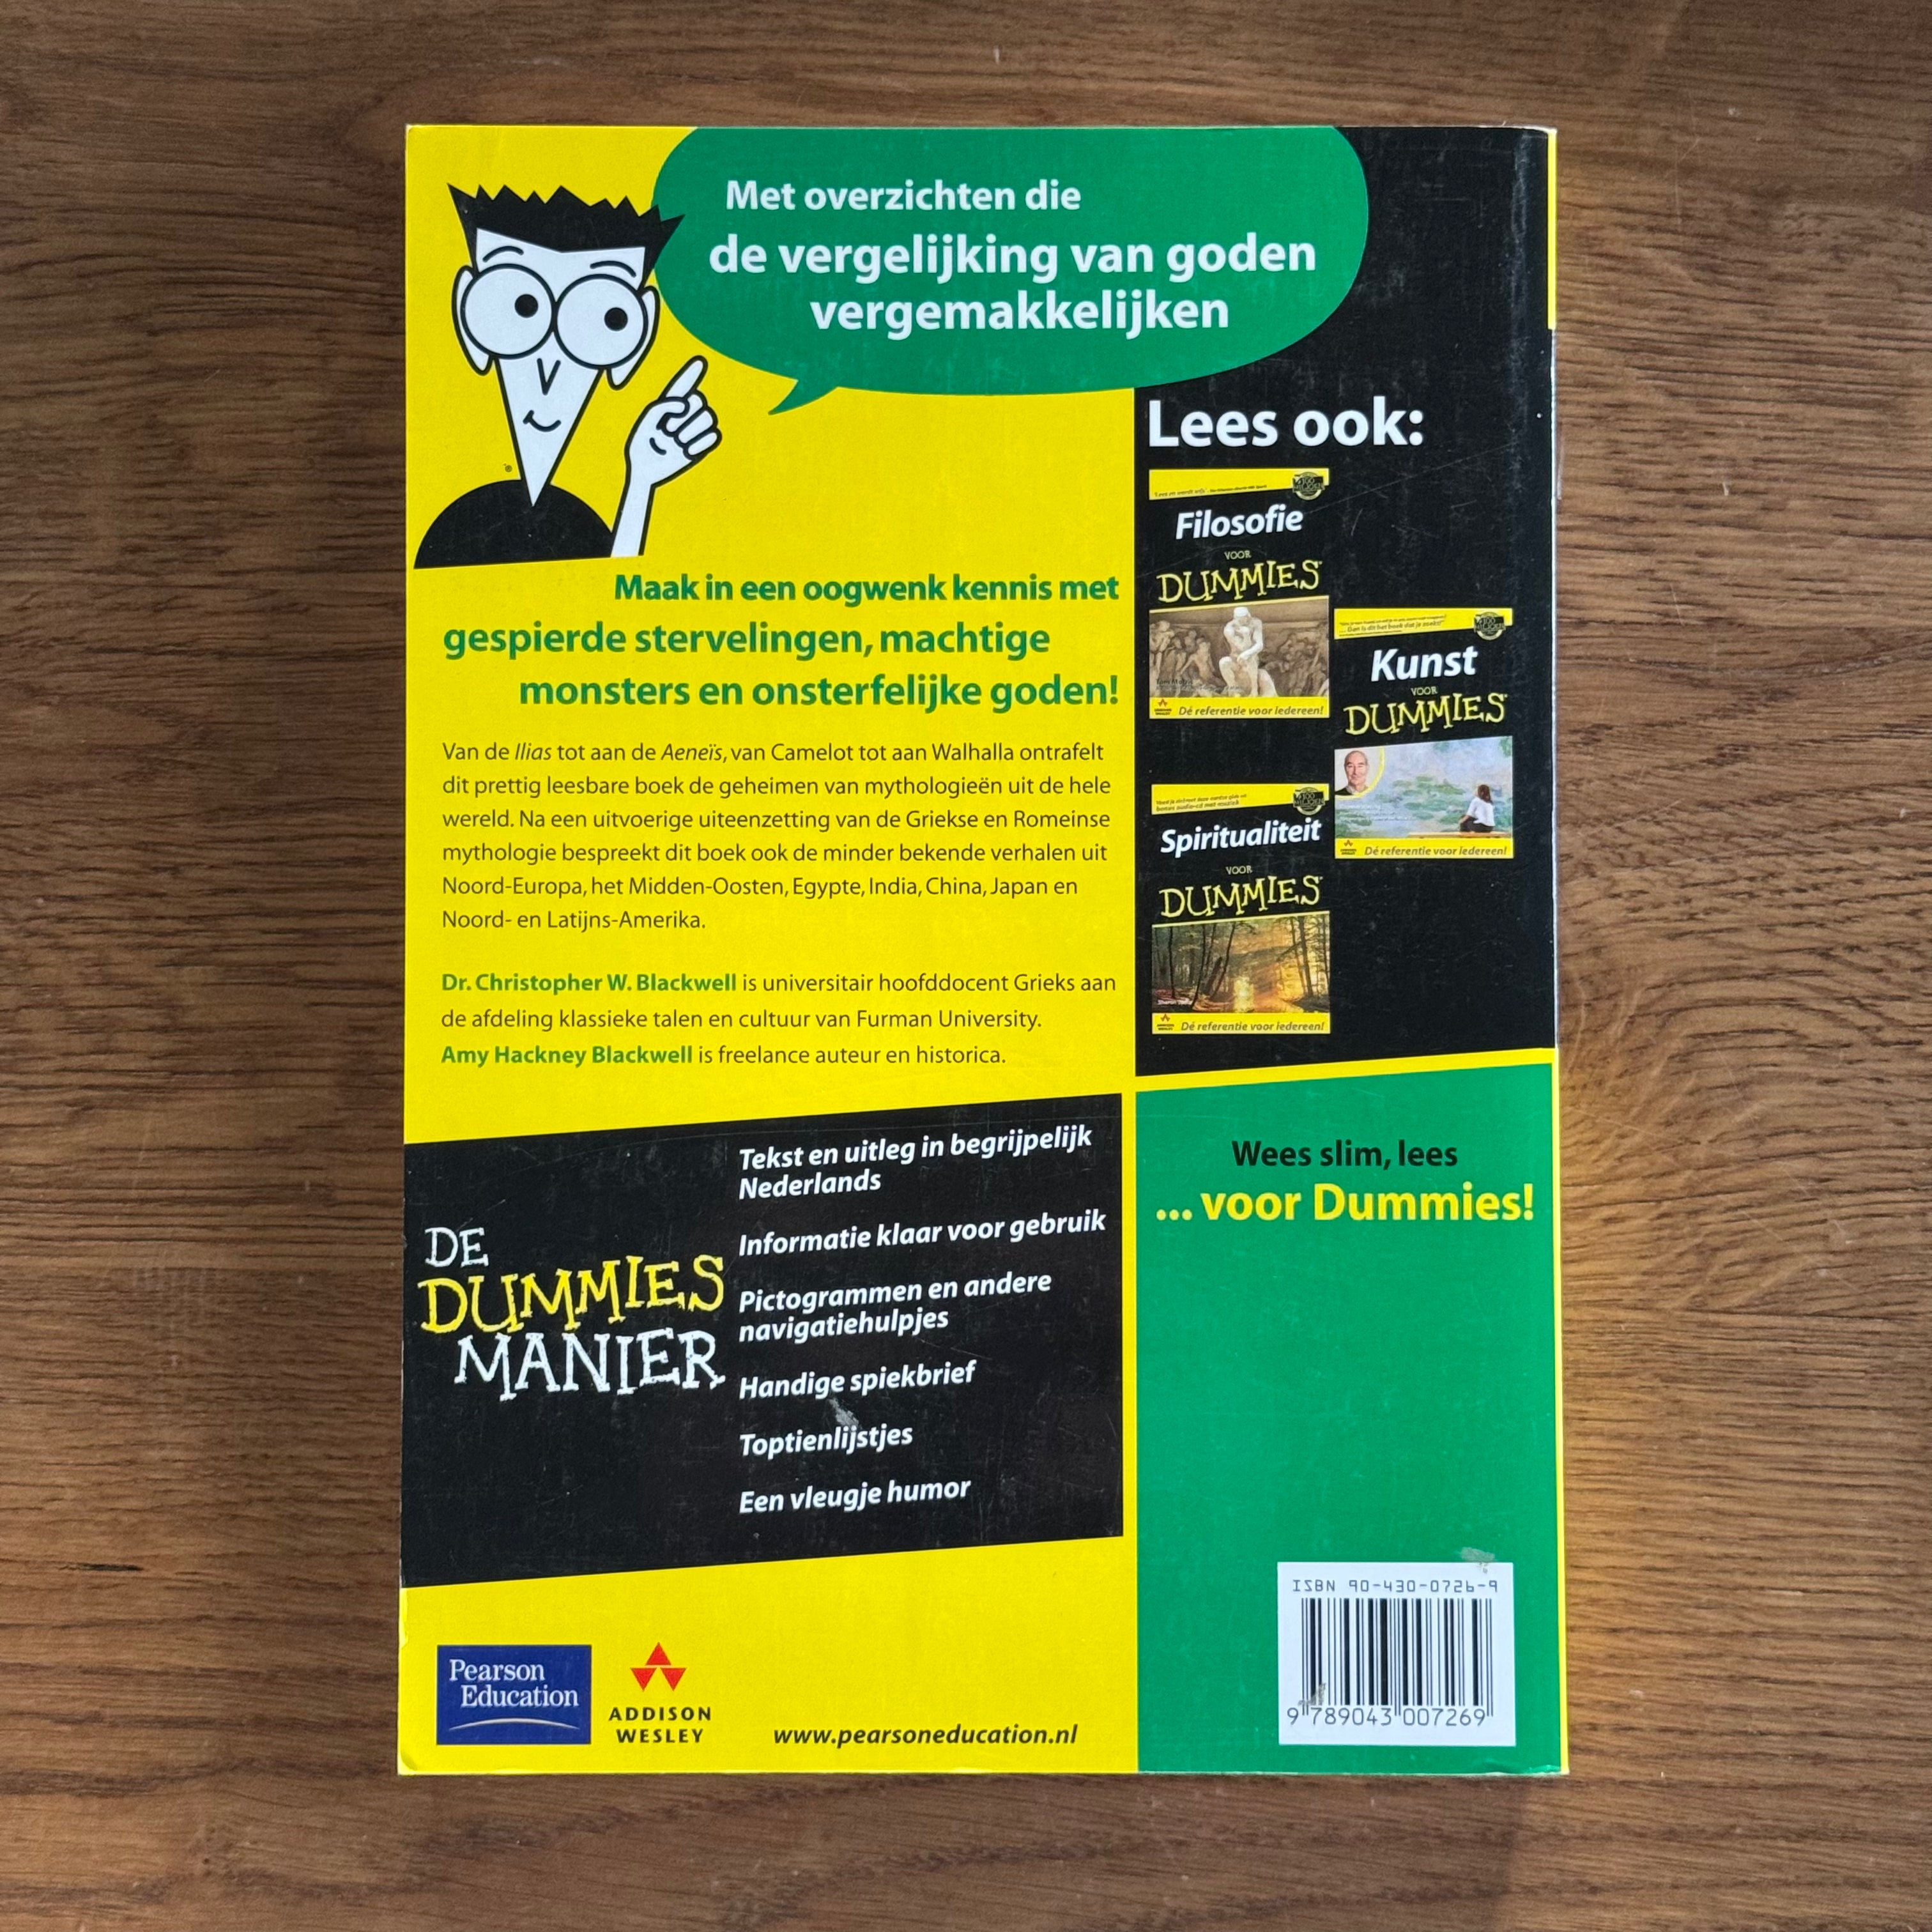 Met overzichten die
de vergelijking van goden
vergemakkelijken
Maak in een oogwenk kennis met
gespierde stervelingen, machtige
monsters en onsterfelijke goden!
Van de Ilias tot aan de Aeneïs, van Camelot tot aan Walhalla ontrafelt
dit prettig leesbare boek de geheimen van mythologieën uit de hele
wereld. Na een uitvoerige uiteenzetting van de Griekse en Romeinse
mythologie bespreekt dit boek ook de minder bekende verhalen uit
Noord-Europa, het Midden-Oosten, Egypte, India, China, Japan en
Noord- en Latijns-Amerika.
Dr. Christopher W. Blackwell is universitair hoofddocent Grieks aan
de afdeling klassieke talen en cultuur van Furman University.
Amy Hackney Blackwell is freelance auteur en historica.
DE
DUMMIES
MANIER
Tekst en uitleg in begrijpelijk
Nederlands
Informatie klaar voor gebruik
Pictogrammen en andere
navigatiehulpjes
Handige spiekbrief
Toptienlijstjes
Een vleugje humor
Pearson
Education
ADDISON
WESLEY
www.pearsoneducation.nl
Lees ook:
Filosofie
VOOR
DUMMIES
Dé referentie voor iedereen!
Kunst
VOOR
DUMMIES
Dé referentie voor iedereen!
Spiritualiteit
VOOR
DUMMIES
Dé referentie voor iedereen!
Wees slim, lees
... voor Dummies!
ISBN 90-430-0726-9
9 789043 007269